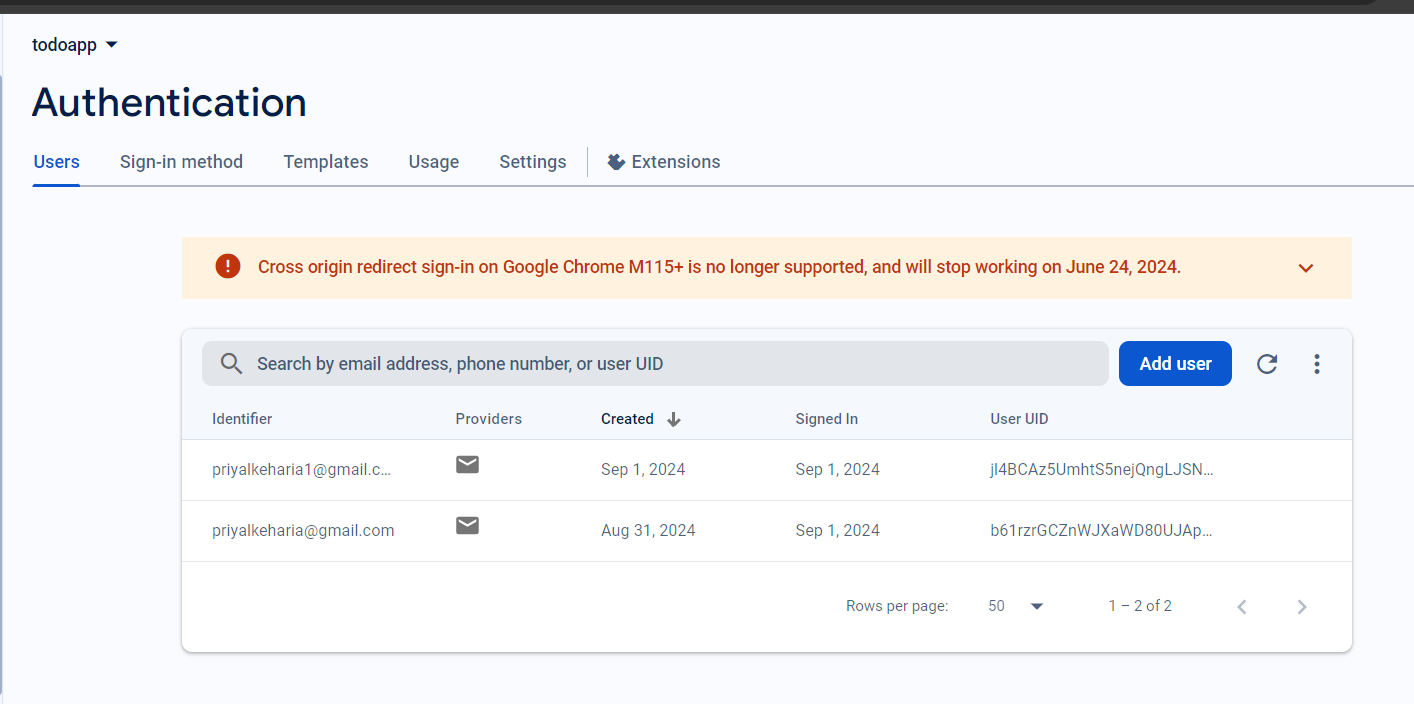 todoapp
Authentication
Users Sign-in method Templates Usage Settings Extensions
Cross origin redirect sign-in on Google Chrome M115+ is no longer supported, and will stop working on June 24, 2024.
Search by email address, phone number, or user UID Add user
Identifier Providers Created Signed In User UID
priyalkeharia1@gmail.c... Sep 1, 2024 Sep 1, 2024 jI4BCAz5UmhtS5nejQngLJSN...
priyalkeharia@gmail.com Aug 31, 2024 Sep 1, 2024 b61rzrGCZnWJXaWD80UJAp...
Rows per page: 50 1 – 2 of 2